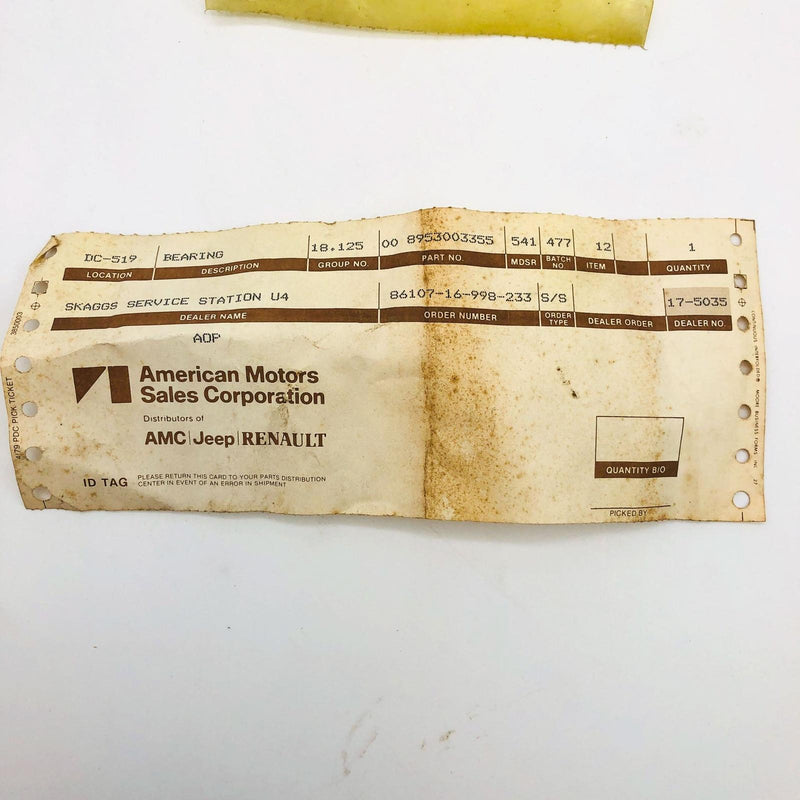 DC-519 BEARING 18.125 00 8953003355 541 477 12 1
LOCATION DESCRIPTION GROUP NO. PART NO. MDSR BATCH NO. ITEM QUANTITY
SKAGGS SERVICE STATION U4 86107-16-998-233 S/S 17-5035
DEALER NAME ORDER NUMBER ORDER TYPE DEALER ORDER DEALER NO.
AOP
American Motors
Sales Corporation
Distributors of
AMC|Jeep|RENAULT
ID TAG PLEASE RETURN THIS CARD TO YOUR PARTS DISTRIBUTION
CENTER IN EVENT OF AN ERROR IN SHIPMENT
QUANTITY B/O
PICKED BY
4/79 PDC PICK TICKET
385003